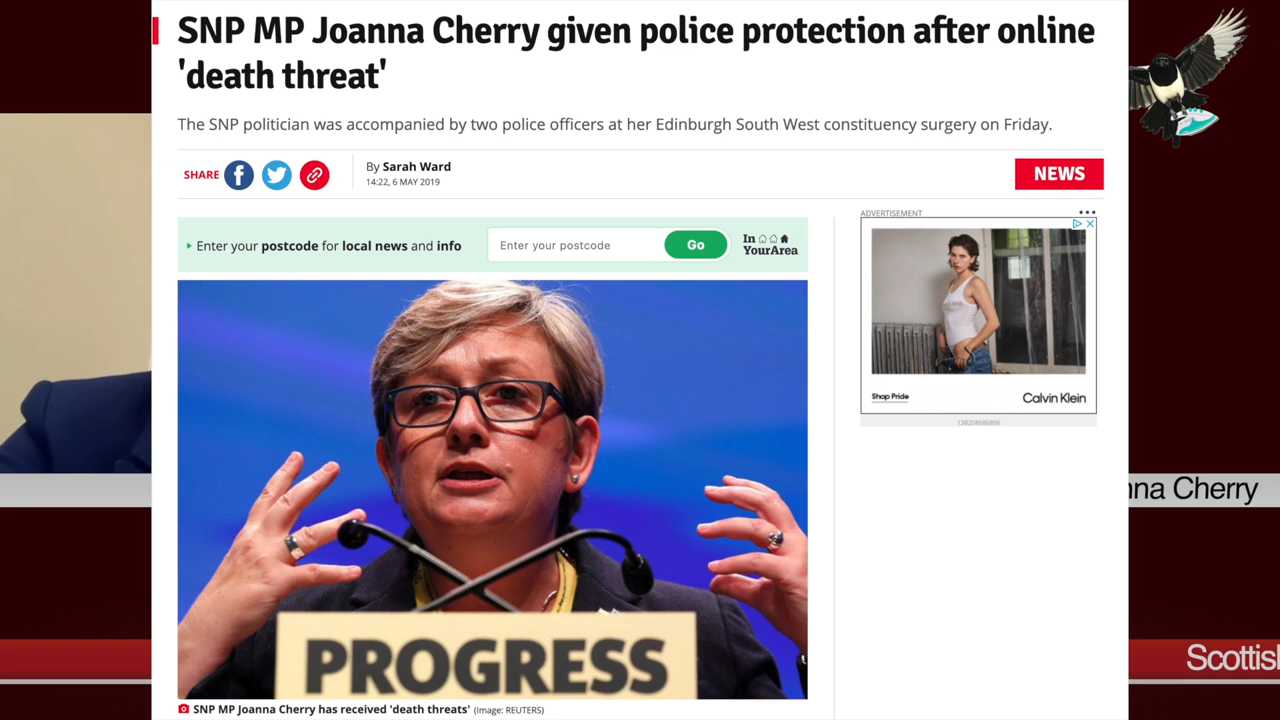 SNP MP Joanna Cherry given police protection after online
'death threat'
The SNP politician was accompanied by two police officers at her Edinburgh South West constituency surgery on Friday.
SHARE
By Sarah Ward
14:22, 6 MAY 2019
NEWS
Enter your postcode for local news and info
Enter your postcode
Go
In
YourArea
ADVERTISEMENT
Shop Pride
Calvin Klein
138208686896
PROGRESS
SNP MP Joanna Cherry has received 'death threats' (Image: REUTERS)
nna Cherry
Scottis